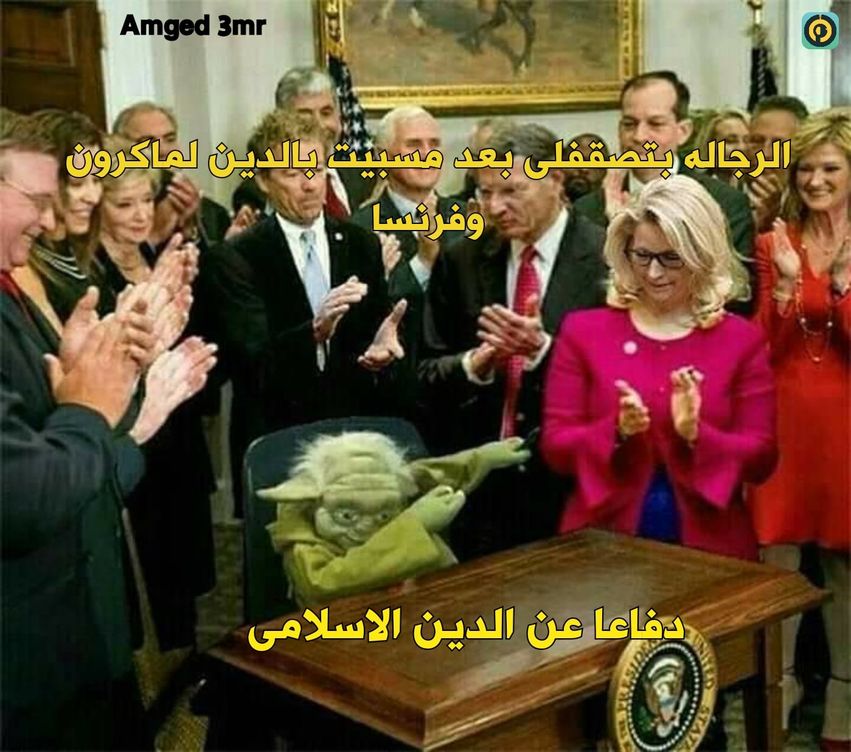 Amged 3mr
الرجاله بتصقفلى بعد مسبيت بالدين لماكرون
وفرنسا
دفاعا عن الدين الاسلامى